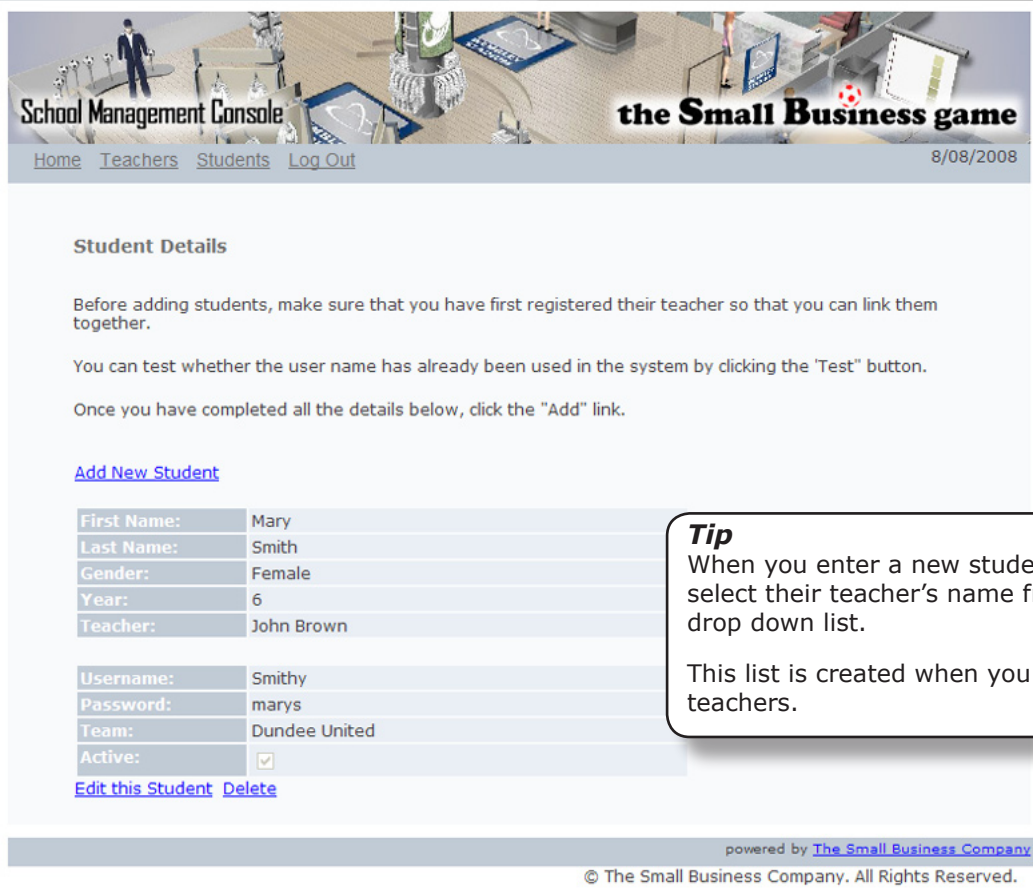 School Management Console
the Small Business game
Home Teachers Students Log Out
8/08/2008
Student Details
Before adding students, make sure that you have first registered their teacher so that you can link them
together.
You can test whether the user name has already been used in the system by clicking the 'Test" button.
Once you have completed all the details below, click the "Add" link.
Add New Student
First Name: Mary
Last Name: Smith
Gender: Female
Year: 6
Teacher: John Brown
Username: Smithy
Password: marys
Team: Dundee United
Active:
Edit this Student Delete
Tip
When you enter a new
select their teacher's name
drop down list.
This list is created when you
teachers.
powered by The Small Business Company
© The Small Business Company. All Rights Reserved.